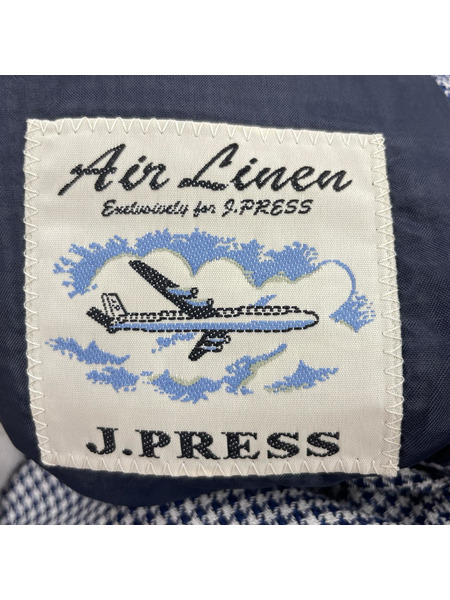 Air Linen
Exclusively for J.PRESS
J.PRESS